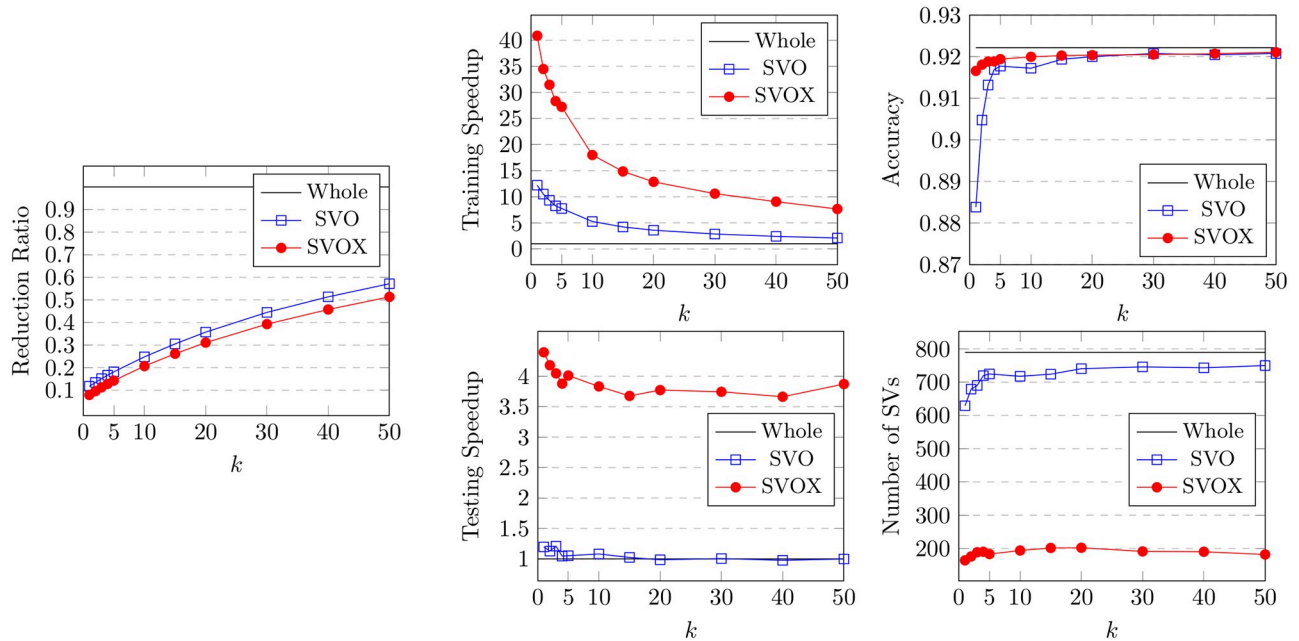 Reduction Ratio
0.9
0.8
0.7
0.6
0.5
0.4
0.3
0.2
0.1
0 5 10 20 30 40 50
k
Whole
SVO
SVOX
Training Speedup
40
35
30
25
20
15
10
5
0
0 5 10 20 30 40 50
k
Whole
SVO
SVOX
Accuracy
0.93
0.92
0.91
0.9
0.89
0.88
0.87
0 5 10 20 30 40 50
k
Whole
SVO
SVOX
Testing Speedup
4
3.5
3
2.5
2
1.5
1
0 5 10 20 30 40 50
k
Whole
SVO
SVOX
Number of SVs
800
700
600
500
400
300
200
0 5 10 20 30 40 50
k
Whole
SVO
SVOX